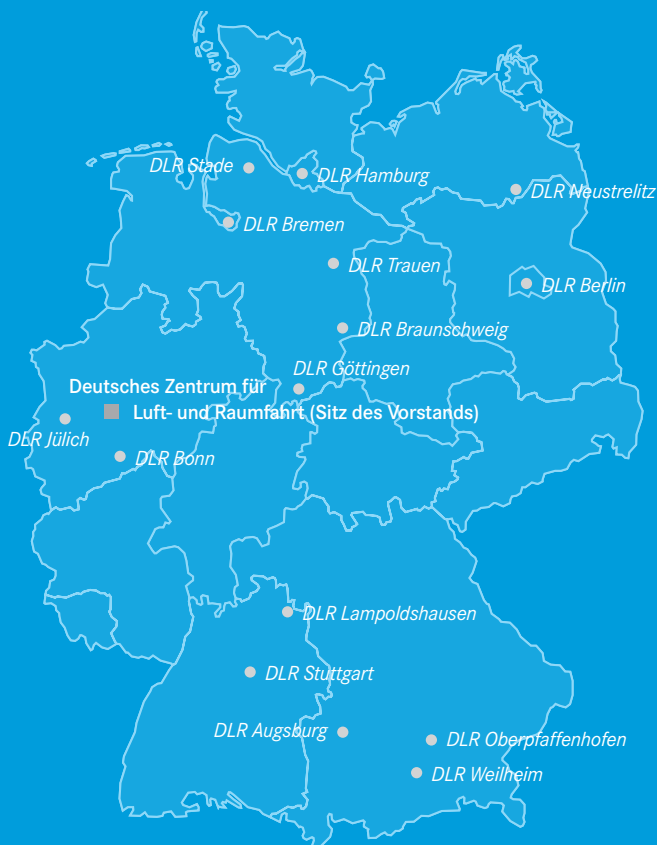 DLR Stade
DLR Hamburg
DLR Neustrelitz
DLR Bremen
DLR Trauen
DLR Berlin
DLR Braunschweig
DLR Göttingen
Deutsches Zentrum für
Luft- und Raumfahrt (Sitz des Vorstands)
DLR Jülich
DLR Bonn
DLR Lampoldshausen
DLR Stuttgart
DLR Augsburg
DLR Oberpfaffenhofen
DLR Weilheim